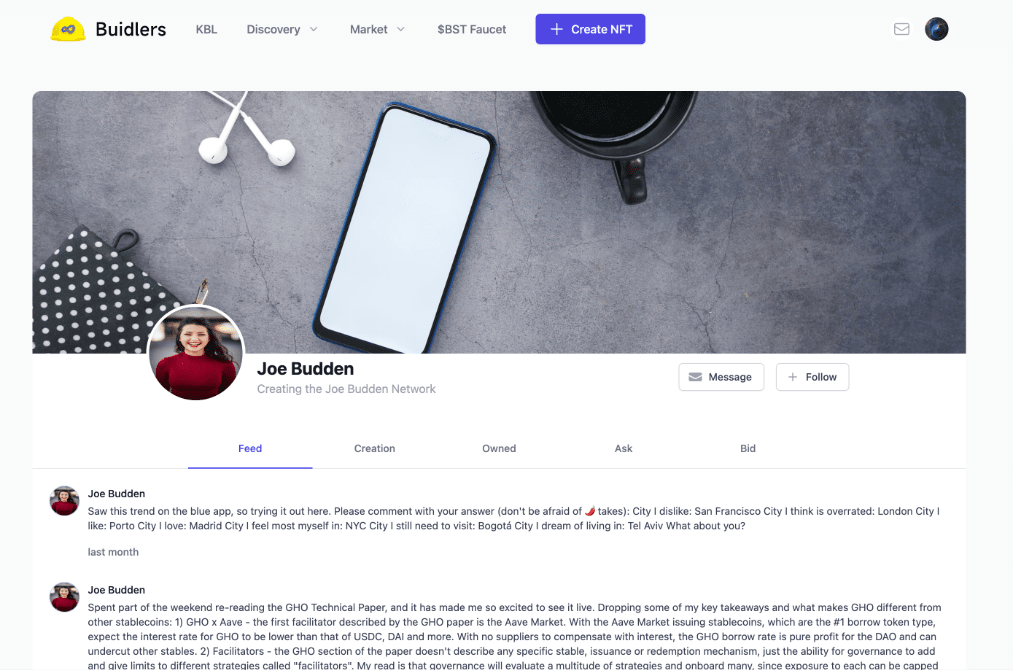 Buidlers
KBL
Discovery
Market
$BST Faucet
Create NFT
Joe Budden
Creating the Joe Budden Network
Message
Follow
Feed
Creation
Owned
Ask
Bid
Joe Budden
Saw this trend on the blue app, so trying it out here. Please comment with your answer (don't be afraid of 🌶️ takes): City I dislike: San Francisco City I think is overrated: London City I
like: Porto City I love: Madrid City I feel most myself in: NYC City I still need to visit: Bogotá City I dream of living in: Tel Aviv What about you?
last month
Joe Budden
Spent part of the weekend re-reading the GHO Technical Paper, and it has made me so excited to see it live. Dropping some of my key takeaways and what makes GHO different from
other stablecoins: 1) GHO x Aave - the first facilitator described by the GHO paper is the Aave Market. With the Aave Market issuing stablecoins, which are the #1 borrow token type,
expect the interest rate for GHO to be lower than that of USDC, DAI and more. With no suppliers to compensate with interest, the GHO borrow rate is pure profit for the DAO and can
undercut other stables. 2) Facilitators - the GHO section of the paper doesn't describe any specific stable, issuance or redemption mechanism, just the ability for governance to add
and give limits to different strategies called "facilitators". My read is that governance will evaluate a multitude of strategies and onboard many, since exposure to each can be capped